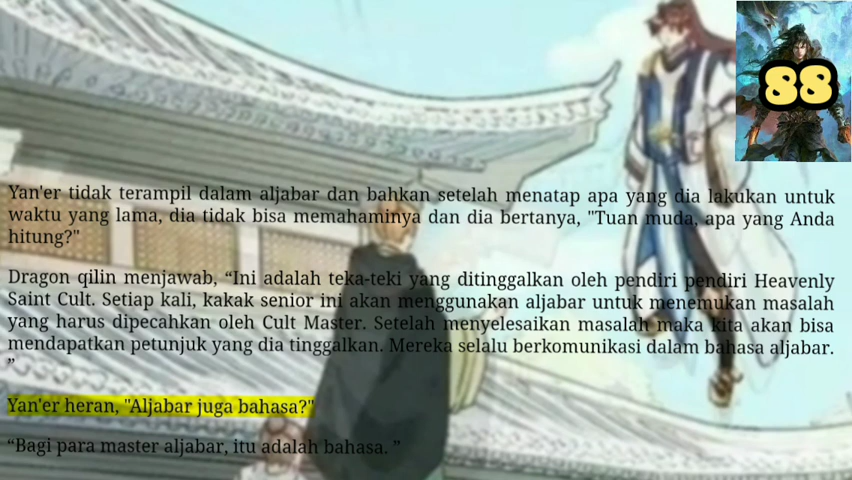 88
Yan'er tidak terampil dalam aljabar dan bahkan setelah menatap apa yang dia lakukan untuk
waktu yang lama, dia tidak bisa memahaminya dan dia bertanya, "Tuan muda, apa yang Anda
hitung?"
Dragon qilin menjawab, “Ini adalah teka-teki yang ditinggalkan oleh pendiri pendiri Heavenly
Saint Cult. Setiap kali, kakak senior ini akan menggunakan aljabar untuk menemukan masalah
yang harus dipecahkan oleh Cult Master. Setelah menyelesaikan masalah maka kita akan bisa
mendapatkan petunjuk yang dia tinggalkan. Mereka selalu berkomunikasi dalam bahasa aljabar.
”
Yan'er heran, "Aljabar juga bahasa?"
“Bagi para master aljabar, itu adalah bahasa. ”